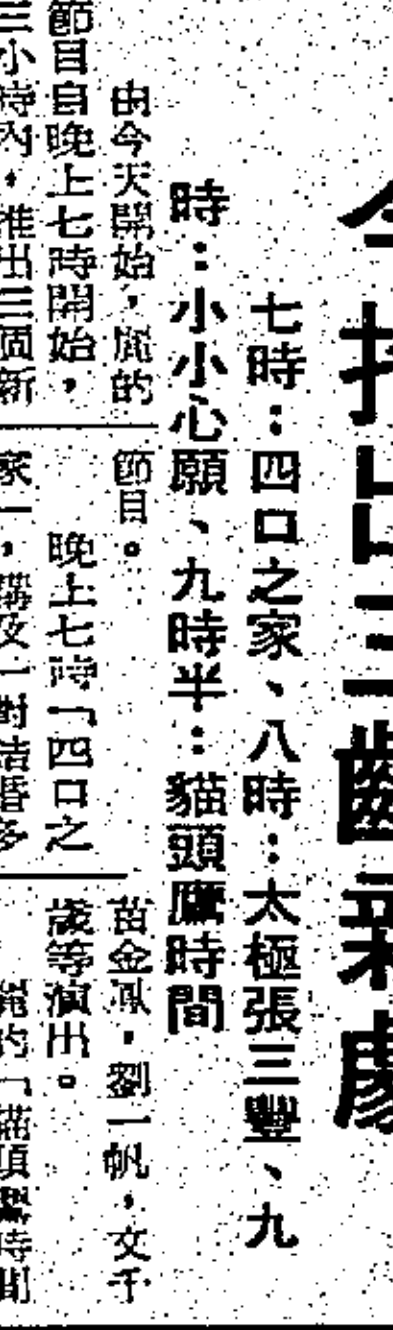 今推出三齣新劇
七時：四口之家、八時：太極張三豐、九
時：小小心願、九時半：貓頭鷹時間
由今天開始，麗的
節目自晚上七時開始，
三小時內，推出三個新
節目。
晚上七時「四口之
家」，講及一對結婚多
苗金鳳，劉一帆，文千
歲等演出。
麗的「貓頭鷹時間